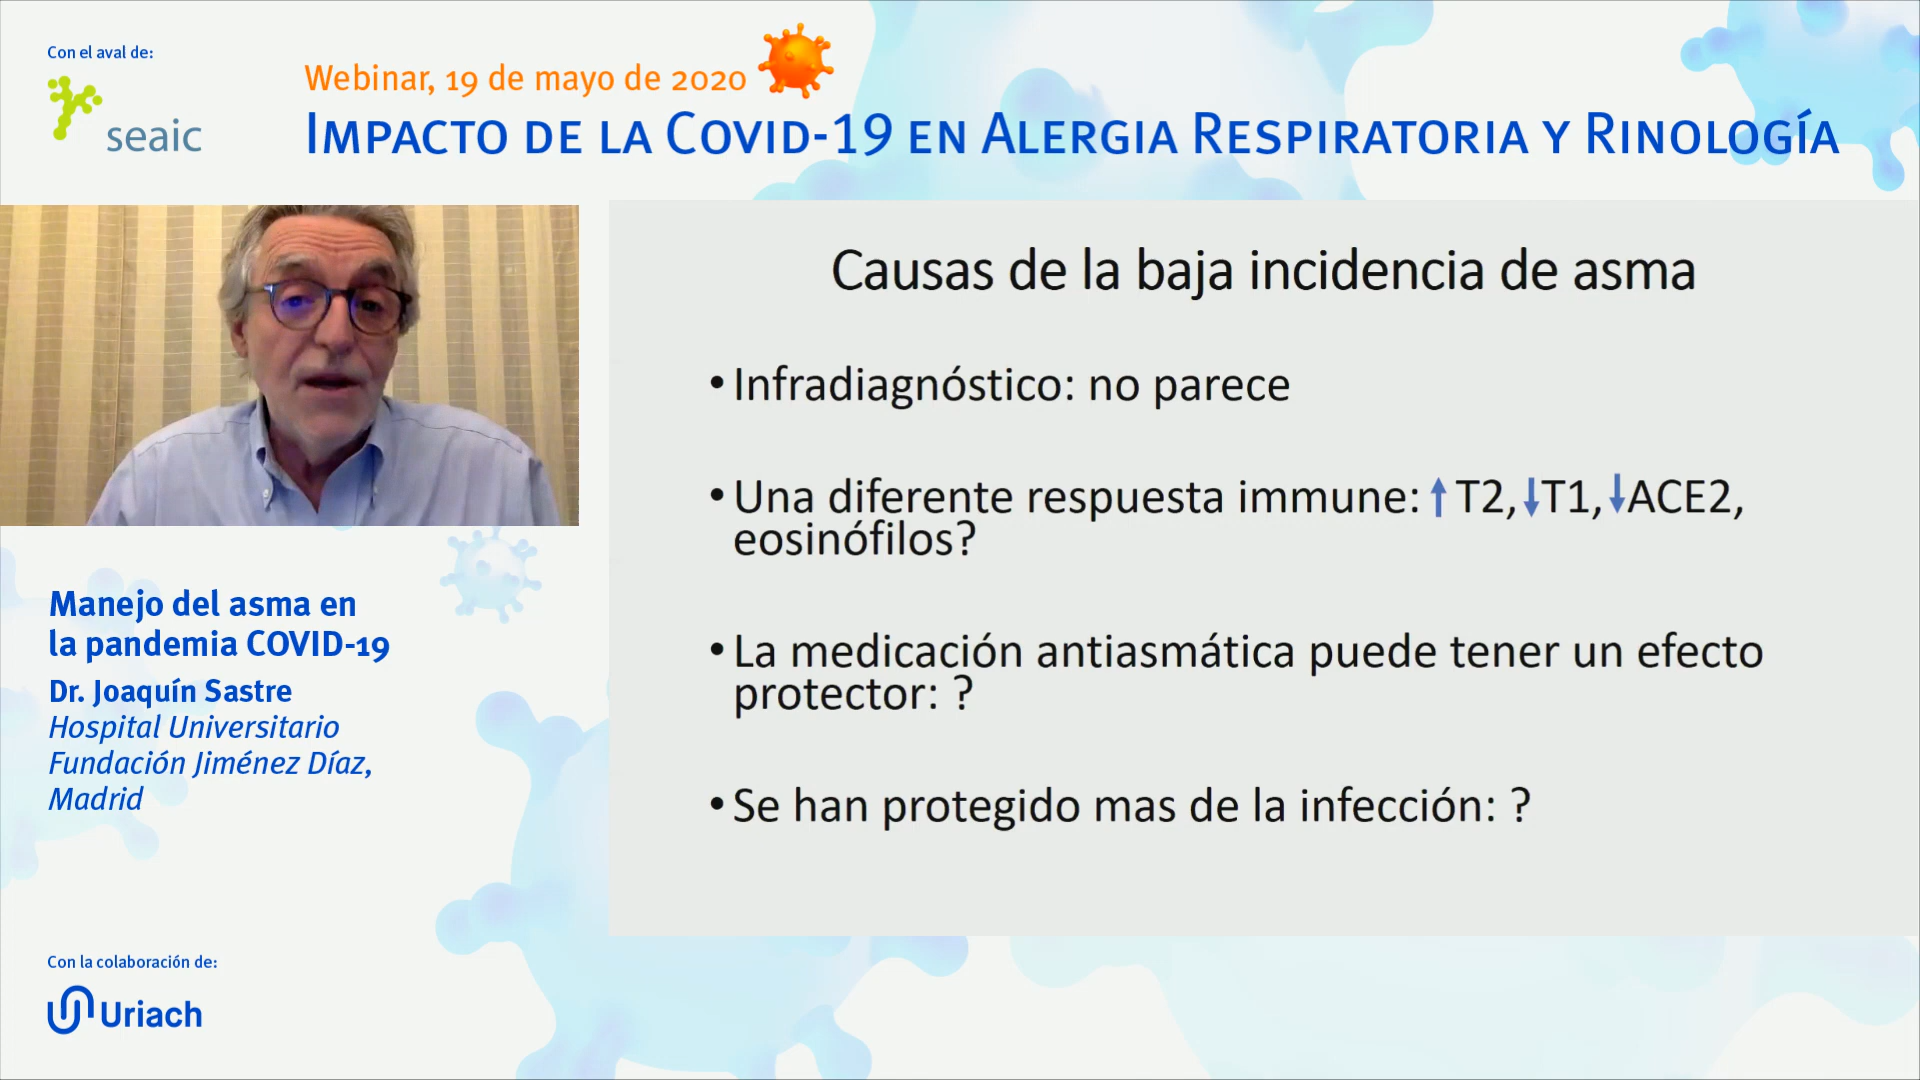 Con el aval de:
seaic
Webinar, 19 de mayo de 2020
Impacto de la Covid-19 en Alergia Respiratoria y Rinología
Causas de la baja incidencia de asma
•Infradiagnóstico: no parece
•Una diferente respuesta immune: ↑T2,↓T1,↓ACE2,
eosinófilos?
•La medicación antiasmática puede tener un efecto
protector: ?
•Se han protegido mas de la infección: ?
Manejo del asma en
la pandemia COVID-19
Dr. Joaquín Sastre
Hospital Universitario
Fundación Jiménez Díaz,
Madrid
Con la colaboración de:
Uriach